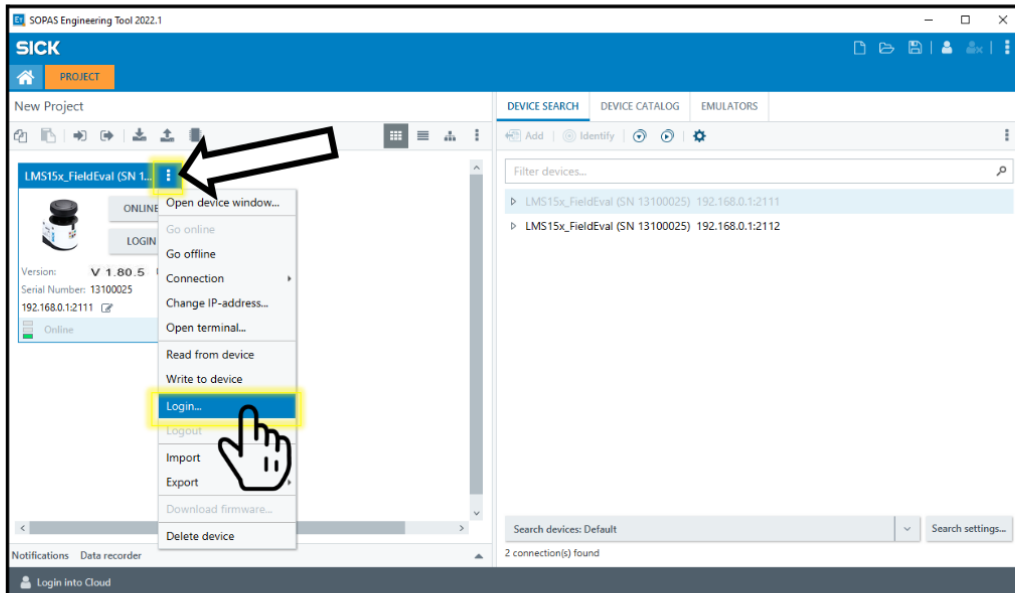 SOPAS Engineering Tool 2022.1
SICK
PROJECT
New Project
LMS15x_FieldEval (SN 1...
ONLINE
LOGIN
Version: V 1.80.5
Serial Number: 13100025
192.168.0.1:2111
Online
Open device window...
Go online
Go offline
Connection
Change IP-address...
Open terminal...
Read from device
Write to device
Login...
Logout
Import
Export
Download firmware...
Delete device
Notifications Data recorder
Login into Cloud
DEVICE SEARCH DEVICE CATALOG EMULATORS
Add Identify
Filter devices...
LMS15x_FieldEval (SN 13100025) 192.168.0.1:2111
LMS15x_FieldEval (SN 13100025) 192.168.0.1:2112
Search devices: Default Search settings...
2 connection(s) found